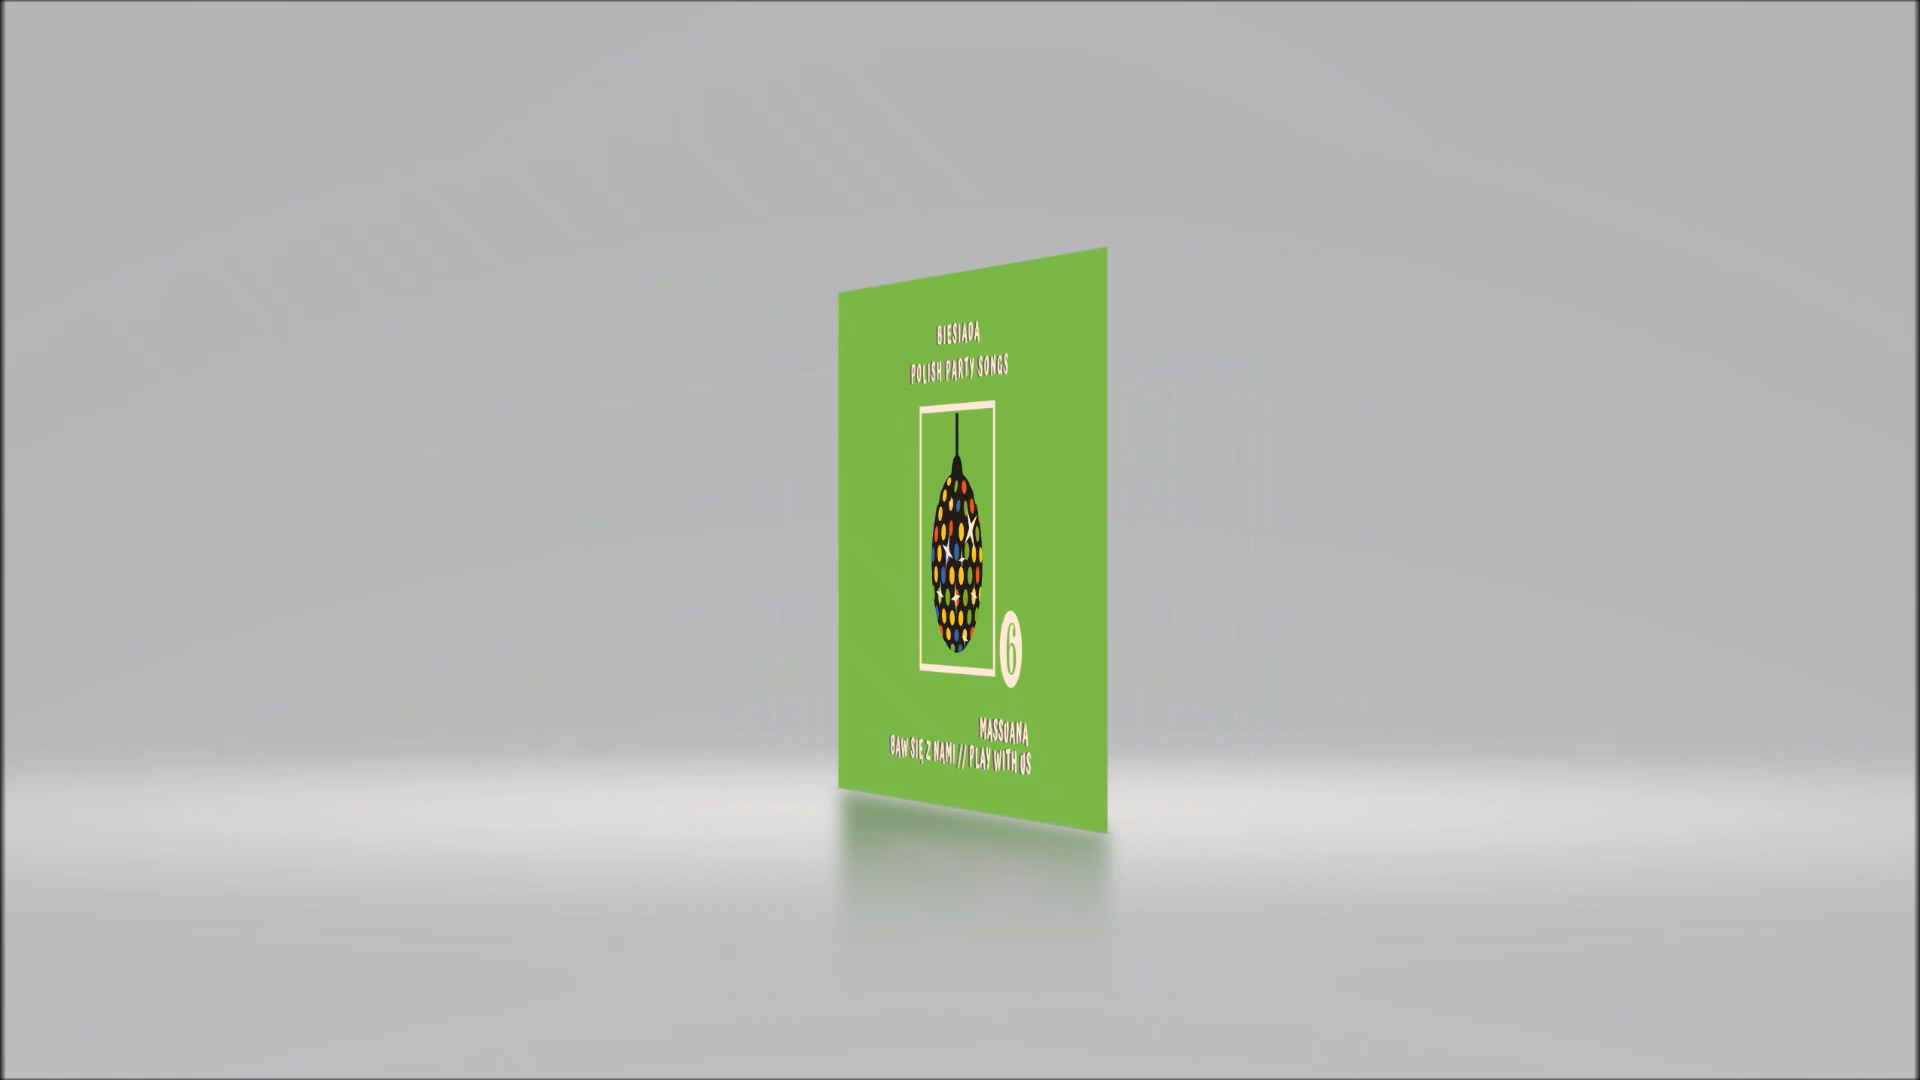 BIESIADA
POLISH PARTY SONGS
6
MASSUANA
BAW SIĘ Z NAMI // PLAY WITH US